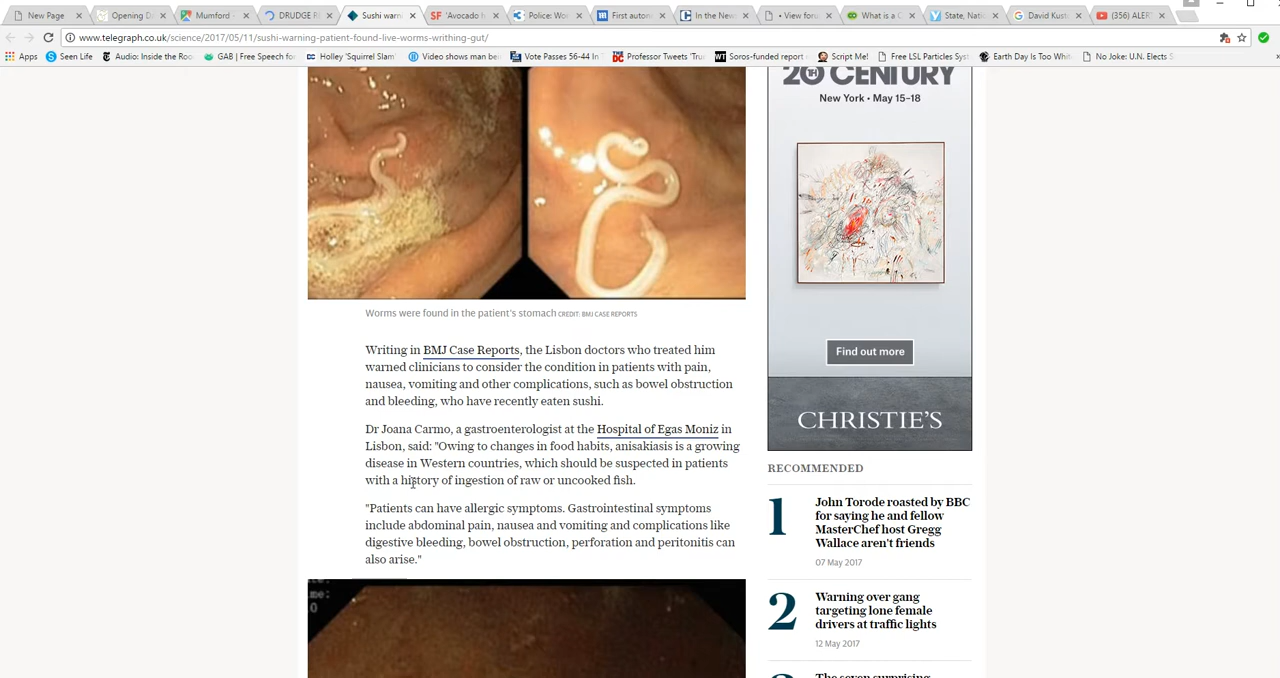 New Page
Opening D
Mumford -
DRUDGE R
Sushi warn
'Avocado h
Police: Wo
First auton
In the New
• View foru
What is a C
State, Nati
David Kust
(356) ALER
www.telegraph.co.uk/science/2017/05/11/sushi-warning-patient-found-live-worms-writhing-gut/
Apps
Seen Life
Audio: Inside the Roo
GAB | Free Speech fo
Holley 'Squirrel Slam'
Video shows man be
Vote Passes 56-44 In
Professor Tweets 'Tru
Soros-funded report
Script Me!
Free LSL Particles Syst
Earth Day Is Too Whit
No Joke: U.N. Elects S
Worms were found in the patient's stomach CREDIT: BMJ CASE REPORTS
Writing in BMJ Case Reports, the Lisbon doctors who treated him
warned clinicians to consider the condition in patients with pain,
nausea, vomiting and other complications, such as bowel obstruction
and bleeding, who have recently eaten sushi.
Dr Joana Carmo, a gastroenterologist at the Hospital of Egas Moniz in
Lisbon, said: "Owing to changes in food habits, anisakiasis is a growing
disease in Western countries, which should be suspected in patients
with a history of ingestion of raw or uncooked fish.
"Patients can have allergic symptoms. Gastrointestinal symptoms
include abdominal pain, nausea and vomiting and complications like
digestive bleeding, bowel obstruction, perforation and peritonitis can
also arise."
me:
0
20TH CENTURY
New York • May 15-18
Find out more
CHRISTIE'S
RECOMMENDED
1
John Torode roasted by BBC
for saying he and fellow
MasterChef host Gregg
Wallace aren't friends
07 May 2017
2
Warning over gang
targeting lone female
drivers at traffic lights
12 May 2017
The seven surprising